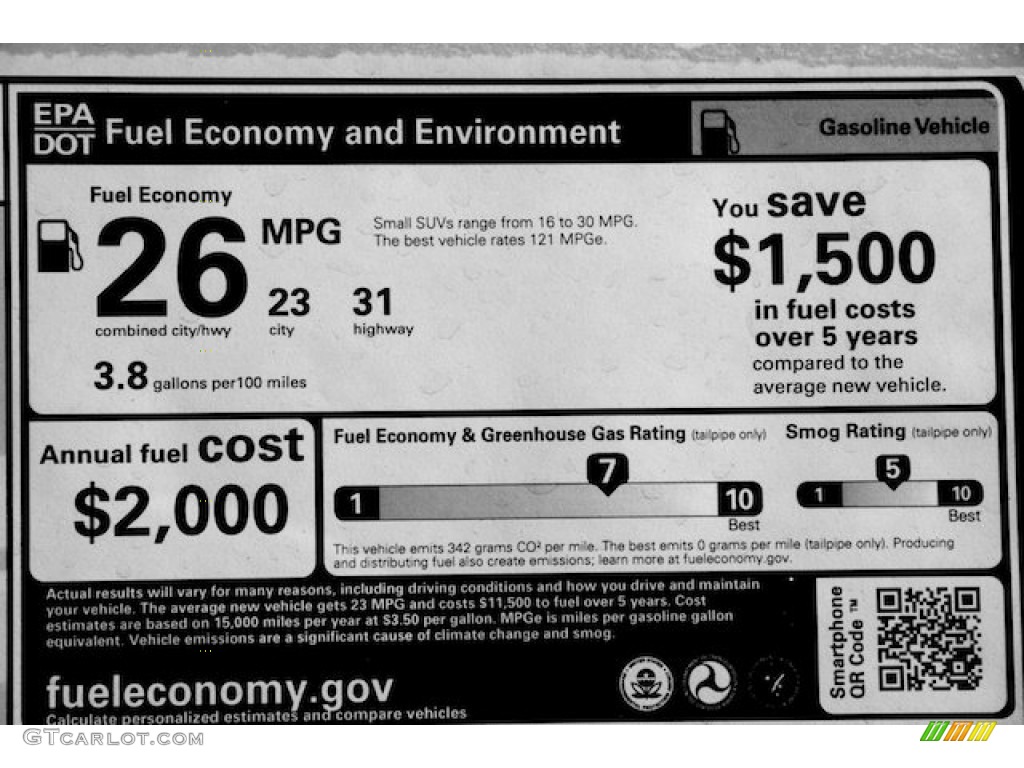 EPA
DOT
Fuel Economy and Environment
Gasoline Vehicle
Fuel Economy
26 MPG
combined city/hwy
23
city
31
highway
3.8 gallons per100 miles
Small SUVs range from 16 to 30 MPG.
The best vehicle rates 121 MPGe.
You save
$1,500
in fuel costs
over 5 years
compared to the
average new vehicle.
Annual fuel cost
$2,000
Fuel Economy & Greenhouse Gas Rating (tailpipe only)
7
1
10
Best
Smog Rating (tailpipe only)
5
1
10
Best
This vehicle emits 342 grams CO² per mile. The best emits 0 grams per mile (tailpipe only). Producing
and distributing fuel also create emissions; learn more at fueleconomy.gov.
Actual results will vary for many reasons, including driving conditions and how you drive and maintain
your vehicle. The average new vehicle gets 23 MPG and costs $11,500 to fuel over 5 years. Cost
estimates are based on 15,000 miles per year at $3.50 per gallon. MPGe is miles per gasoline gallon
equivalent. Vehicle emissions are a significant cause of climate change and smog.
fueleconomy.gov
Calculate personalized estimates and compare vehicles
Smartphone
QR Code ™
GTcarlot.com